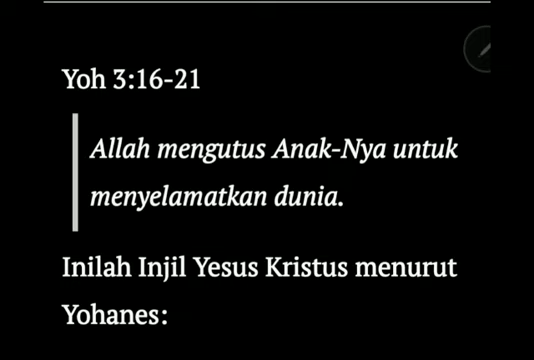 Yoh 3:16-21
Allah mengutus Anak-Nya untuk
menyelamatkan dunia.
Inilah Injil Yesus Kristus menurut
Yohanes: